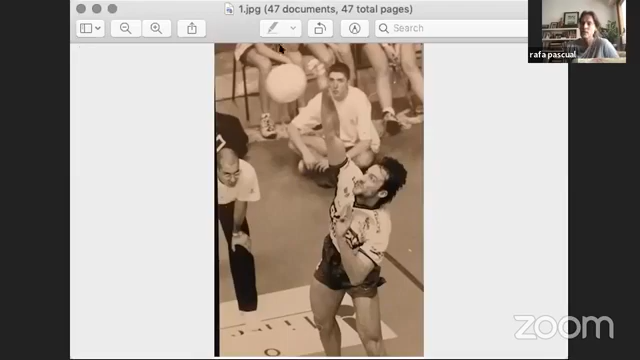 1.jpg (47 documents, 47 total pages)
Search
rafa pascual
zoom